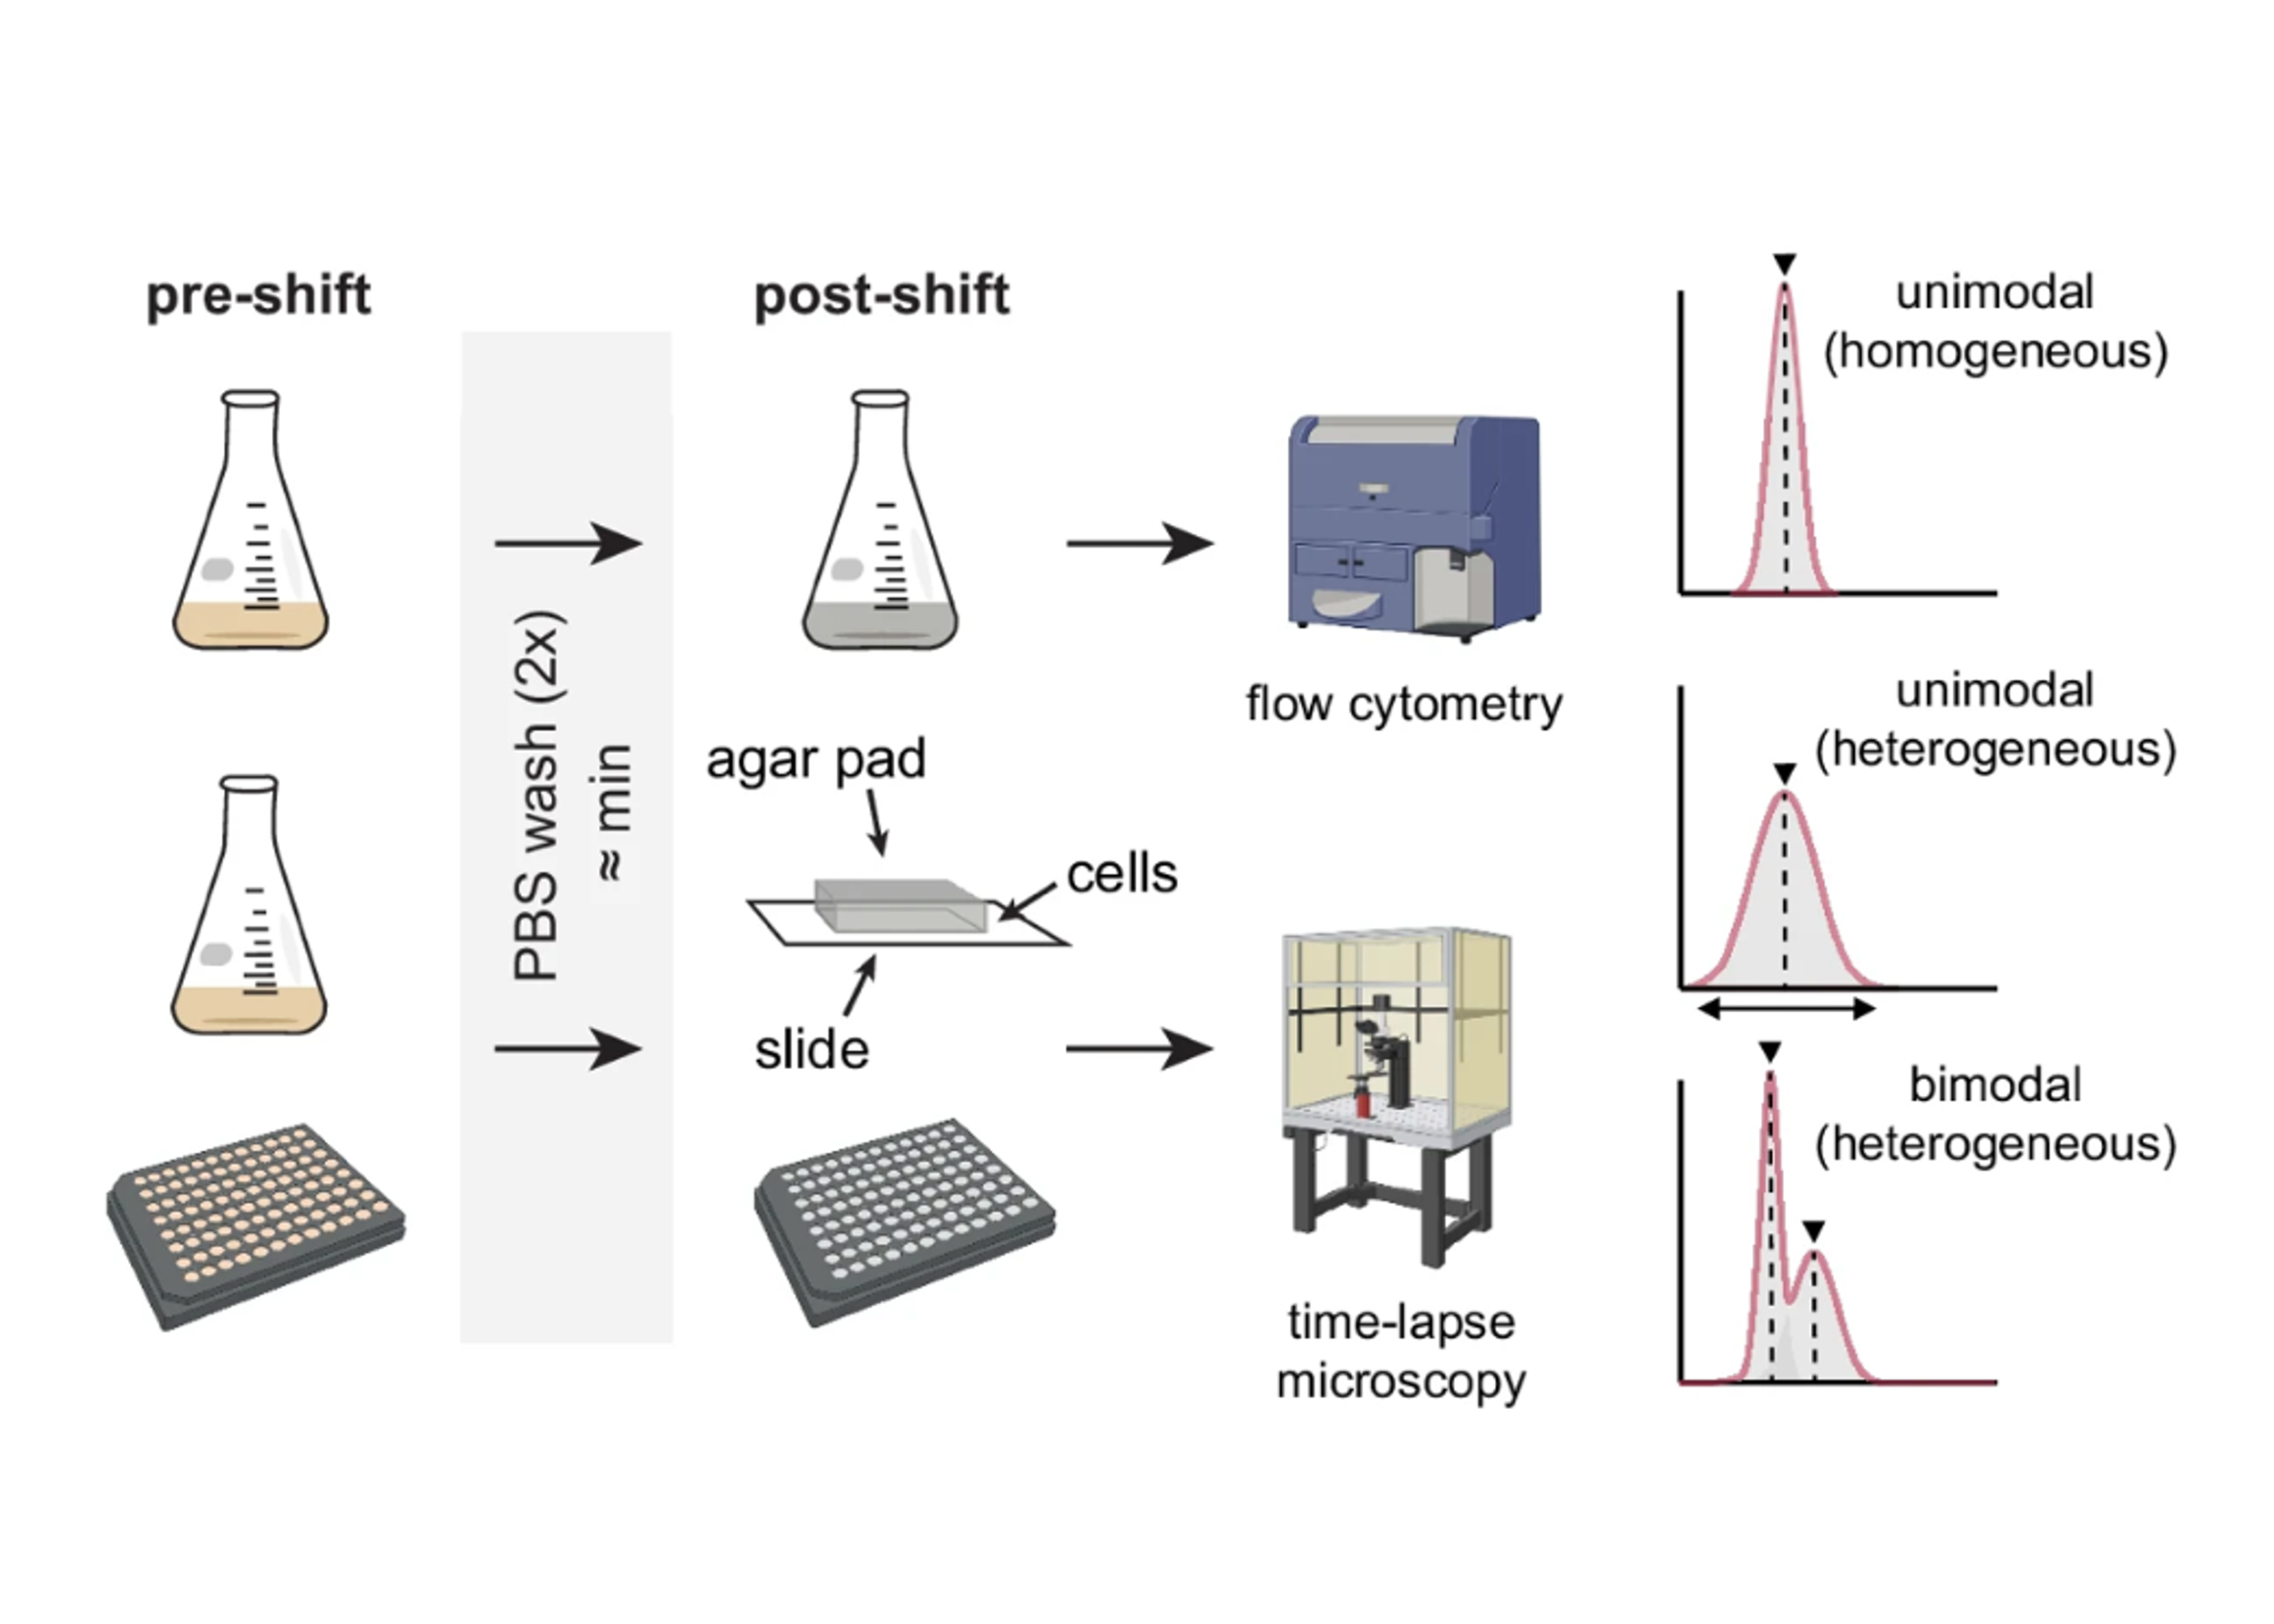 pre-shift
PBS wash (2x)
≈ min
post-shift
agar pad
cells
slide
flow cytometry
time-lapse
microscopy
unimodal
(homogeneous)
unimodal
(heterogeneous)
bimodal
(heterogeneous)